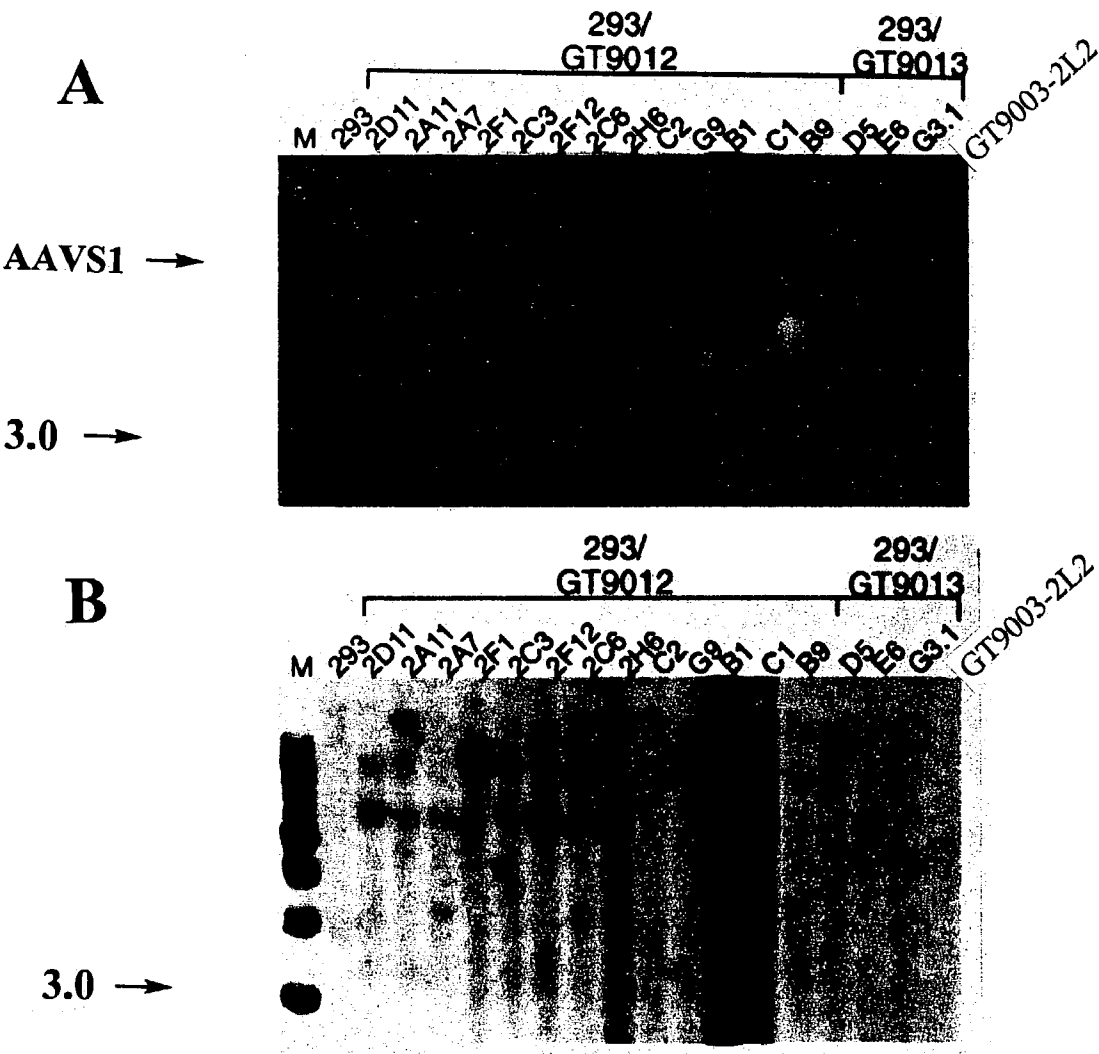 A
293/
GT9012
293/
GT9013
M 293 2D11 2A11 2A7 2F1 2C3 2F12 2C6 2H6 C2 G9 B1 C1 B9 D5 E6 G3.1 GT9003-2L2
AAVS1
3.0
B
293/
GT9012
293/
GT9013
M 293 2D11 2A11 2A7 2F1 2C3 2F12 2C6 2H6 C2 G9 B1 C1 B9 D5 E6 G3.1 GT9003-2L2
3.0